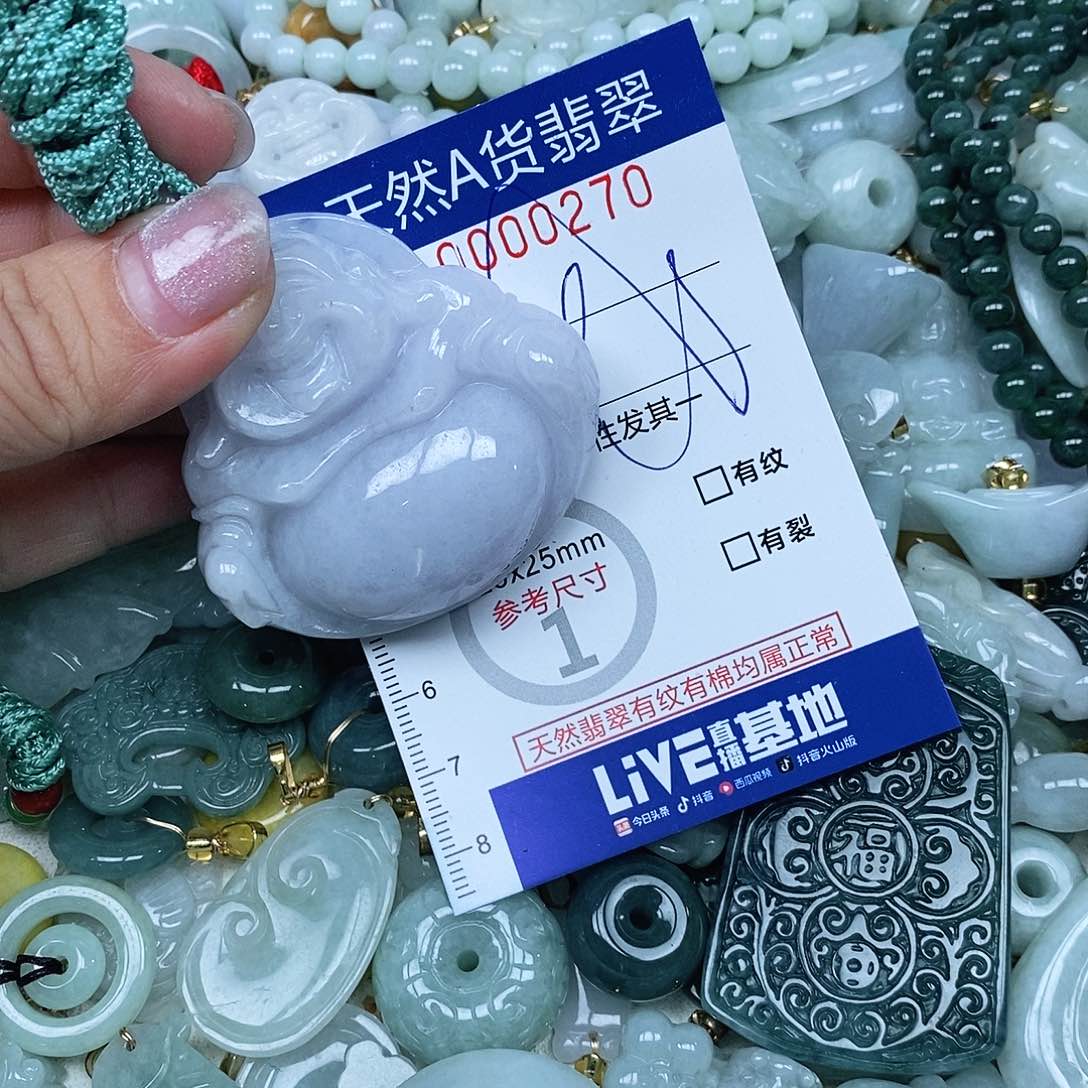 天然A货翡翠
0000270
性发其一
有纹
有裂
x25mm
参考尺寸
1
天然翡翠有纹有棉均属正常
6
7
8
LiVE直播基地
今日头条 抖音 西瓜视频 抖音火山版
福